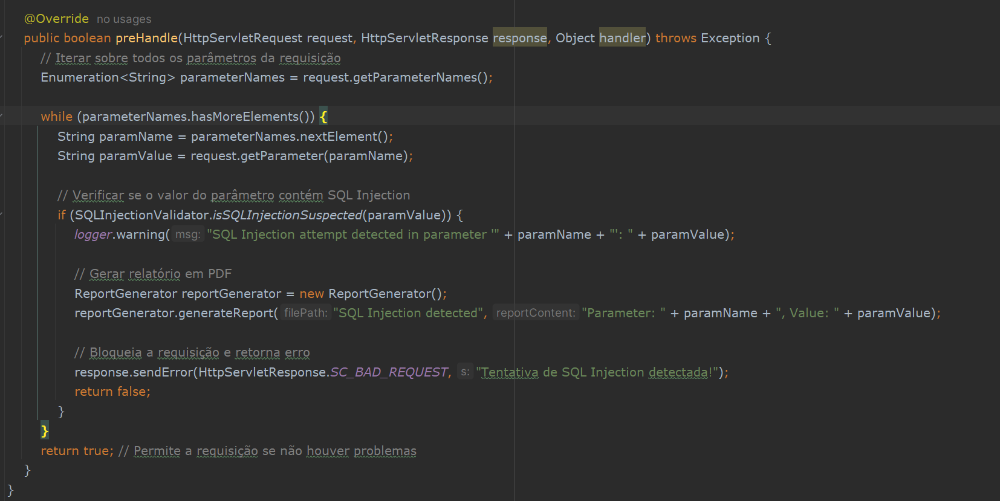 @Override no usages
public boolean preHandle(HttpServletRequest request, HttpServletResponse response, Object handler) throws Exception {
// Iterar sobre todos os parâmetros da requisição
Enumeration<String> parameterNames = request.getParameterNames();
while (parameterNames.hasMoreElements()) {
String paramName = parameterNames.nextElement();
String paramValue = request.getParameter(paramName);
// Verificar se o valor do parâmetro contém SQL Injection
if (SQLInjectionValidator.isSQLInjectionSuspected(paramValue)) {
logger.warning( msg: "SQL Injection attempt detected in parameter '" + paramName + "': " + paramValue);
// Gerar relatório em PDF
ReportGenerator reportGenerator = new ReportGenerator();
reportGenerator.generateReport( filePath: "SQL Injection detected", reportContent: "Parameter: " + paramName + ", Value: " + paramValue);
// Bloqueia a requisição e retorna erro
response.sendError(HttpServletResponse.SC_BAD_REQUEST, s: "Tentativa de SQL Injection detectada!");
return false;
}
}
return true; // Permite a requisição se não houver problemas
}
}